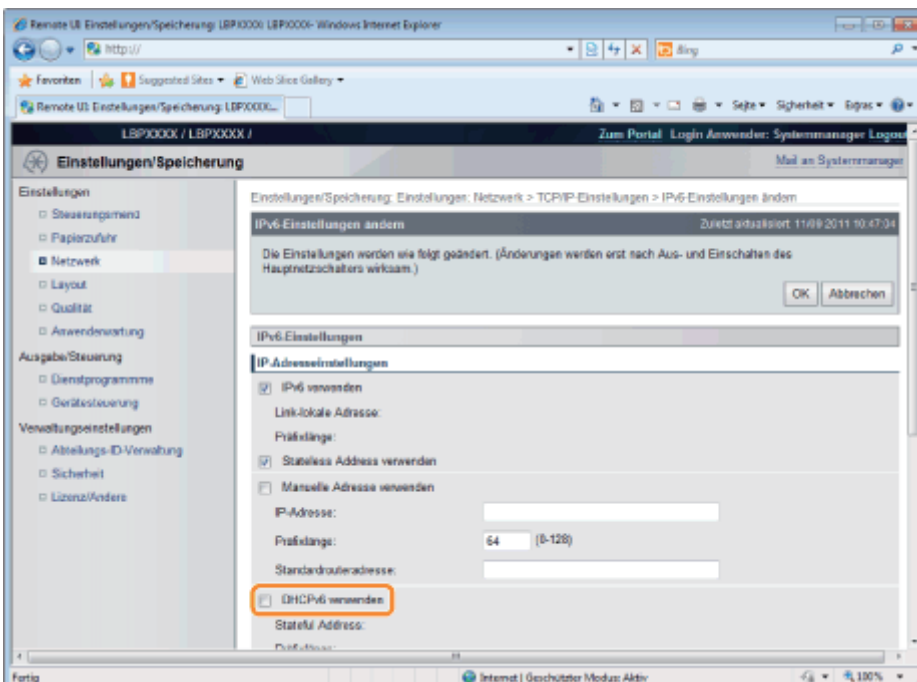 Remote UI: Einstellungen/Speicherung: LBPXXXX: LBPXXXX - Windows Internet Explorer
http://
Bing
Favoriten Suggested Sites Web Slice Gallery
Remote UI: Einstellungen/Speicherung: LBPXXXX:...
Seite Sicherheit Extras
LBPXXXX / LBPXXXX /
Zum Portal Login Anwender: Systemmanager Logout
Einstellungen/Speicherung
Mail an Systemmanager
Einstellungen
Steuerungsmenü
Papierzufuhr
Netzwerk
Layout
Qualität
Anwenderwartung
Ausgabe/Steuerung
Dienstprogramme
Gerätesteuerung
Verwaltungseinstellungen
Abteilungs-ID-Verwaltung
Sicherheit
Lizenz/Andere
Einstellungen/Speicherung: Einstellungen: Netzwerk > TCP/IP-Einstellungen > IPv6-Einstellungen ändern
IPv6-Einstellungen ändern
Zuletzt aktualisiert: 11/09 2011 10:47:04
Die Einstellungen werden wie folgt geändert. (Änderungen werden erst nach Aus- und Einschalten des
Hauptnetzschalters wirksam.)
OK Abbrechen
IPv6-Einstellungen
IP-Adresseinstellungen
IPv6 verwenden
Link-lokale Adresse:
Präfixlänge:
Stateless Address verwenden
Manuelle Adresse verwenden
IP-Adresse:
Präfixlänge: 64 (0-128)
Standardrouteradresse:
DHCPv6 verwenden
Stateful Address:
Präfixlänge:
Fertig
Internet | Geschützter Modus: Aktiv
100%